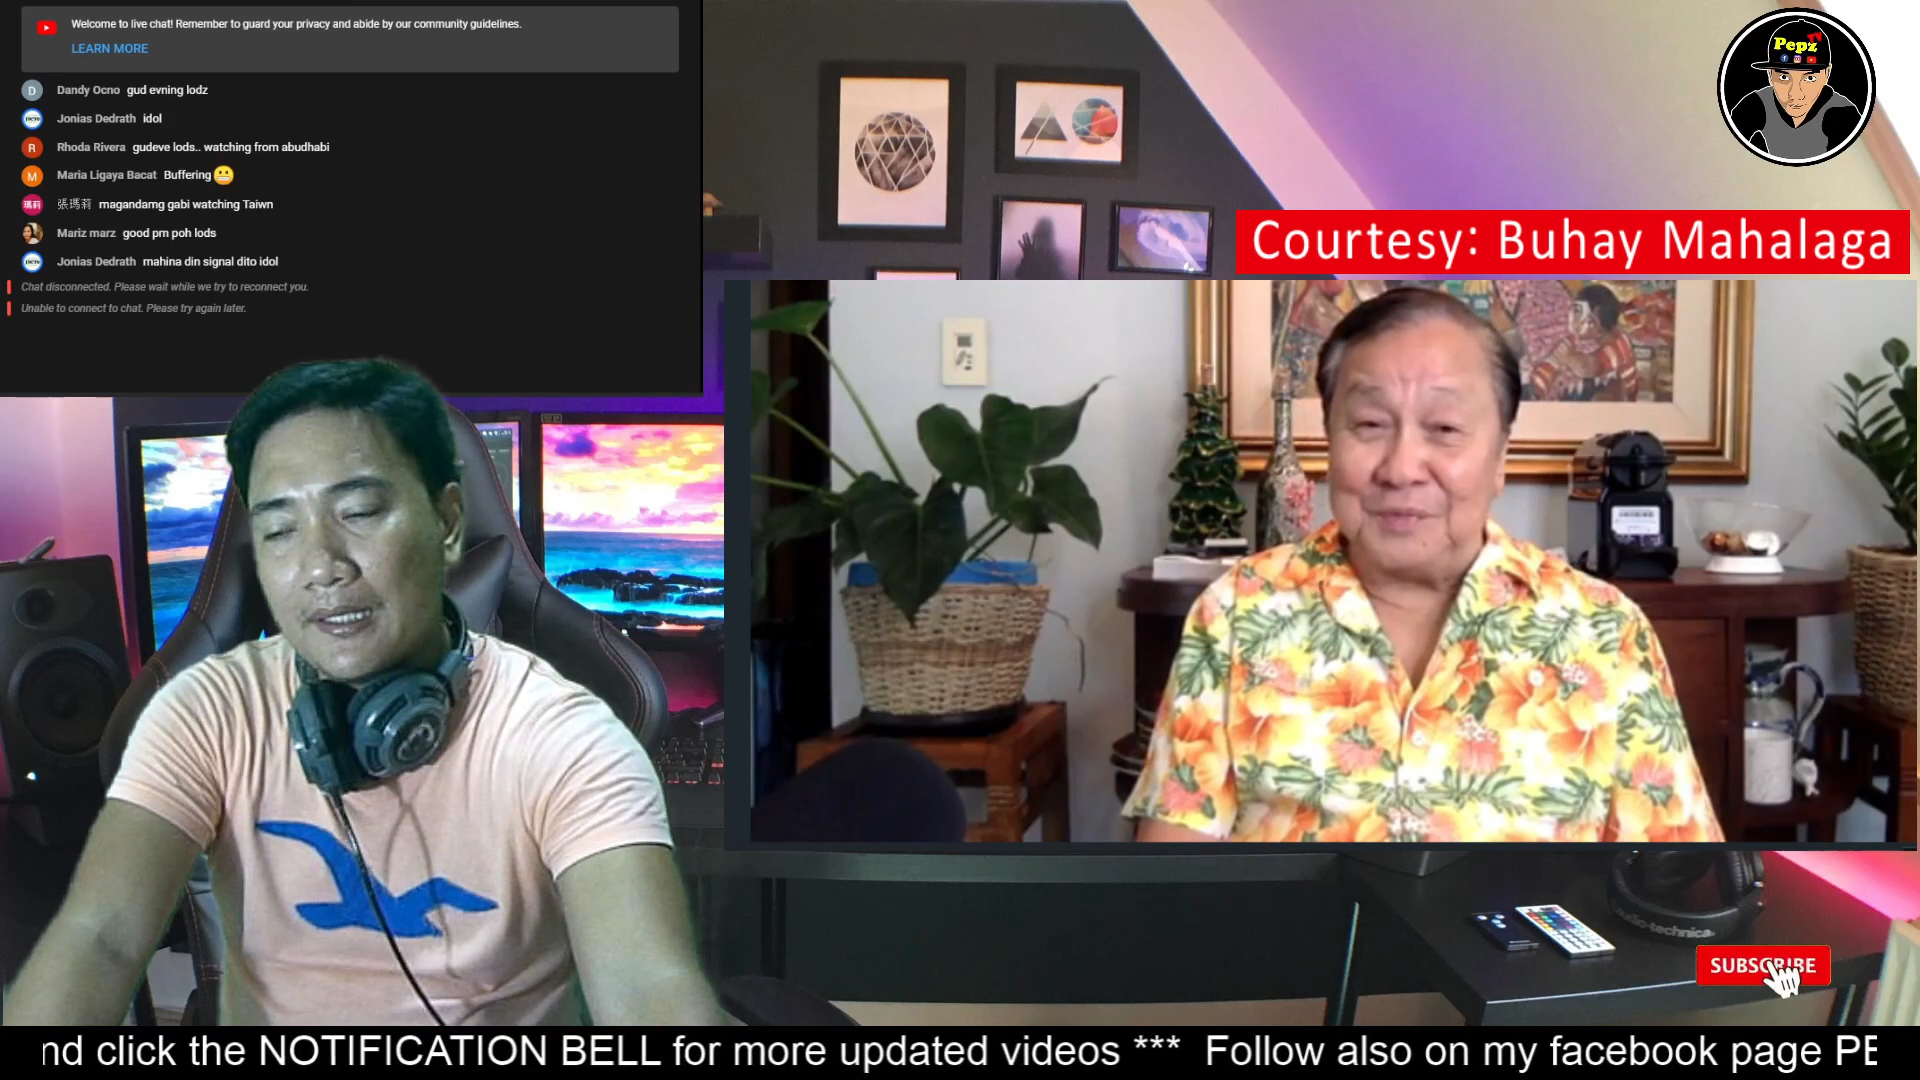 Welcome to live chat! Remember to guard your privacy and abide by our community guidelines.
LEARN MORE
D Dandy Ocno gud evning lodz
Jonias Dedrath idol
R Rhoda Rivera gudeve lods.. watching from abudhabi
M Maria Ligaya Bacat Buffering😬
瑪莉 張瑪莉 magandamg gabi watching Taiwn
Mariz marz good pm poh lods
Jonias Dedrath mahina din signal dito idol
Chat disconnected. Please wait while we try to reconnect you.
Unable to connect to chat. Please try again later.
Pepz TV
Courtesy: Buhay Mahalaga
audio-technica
SUBSCRIBE
nd click the NOTIFICATION BELL for more updated videos *** Follow also on my facebook page PE